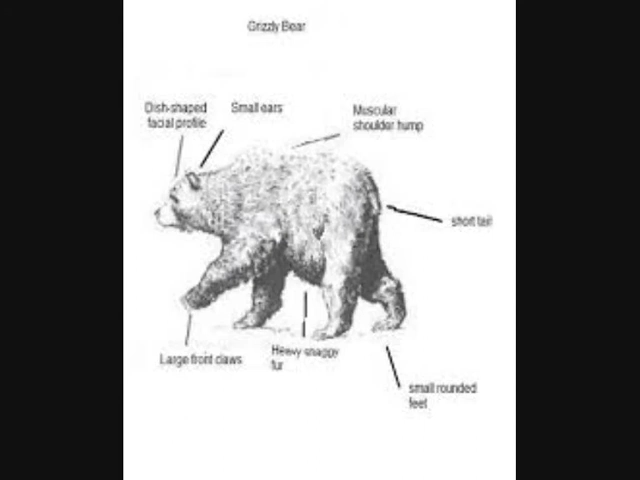 Grizzly Bear
Dish-shaped
facial profile
Small ears
Muscular
shoulder hump
short tail
Large front claws
Heavy snaggy
fur
small rounded
feet